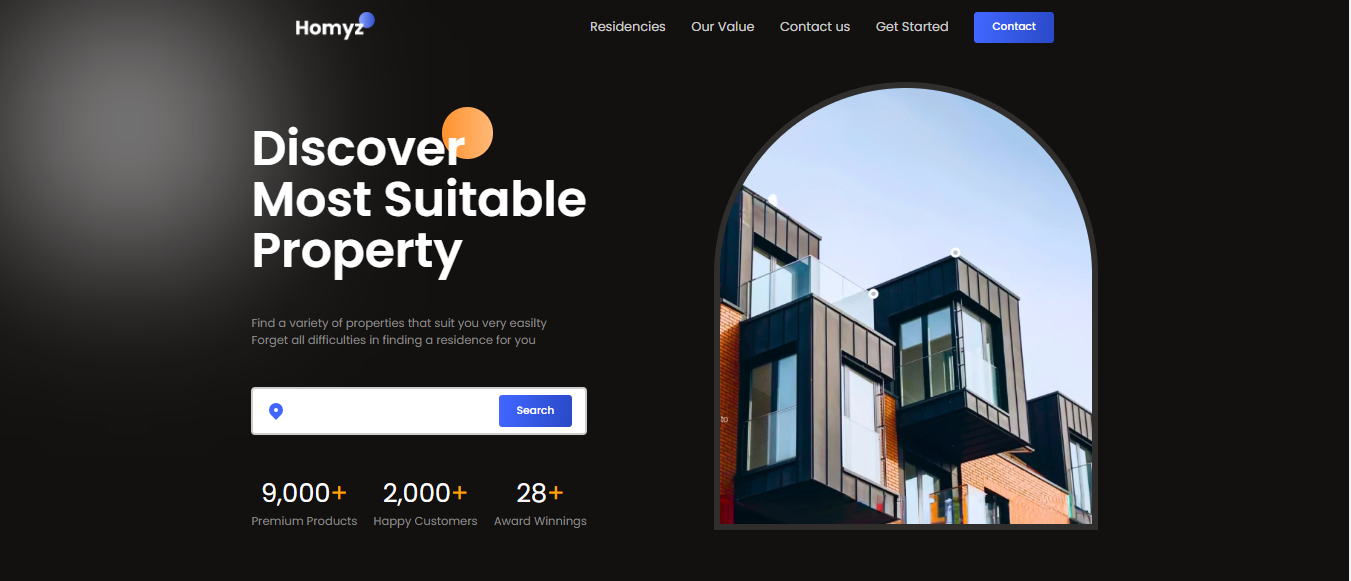 Homyz
Residencies
Our Value
Contact us
Get Started
Contact
Discover
Most Suitable
Property
Find a variety of properties that suit you very easilty
Forget all difficulties in finding a residence for you
Search
9,000+
2,000+
28+
Premium Products
Happy Customers
Award Winnings
to